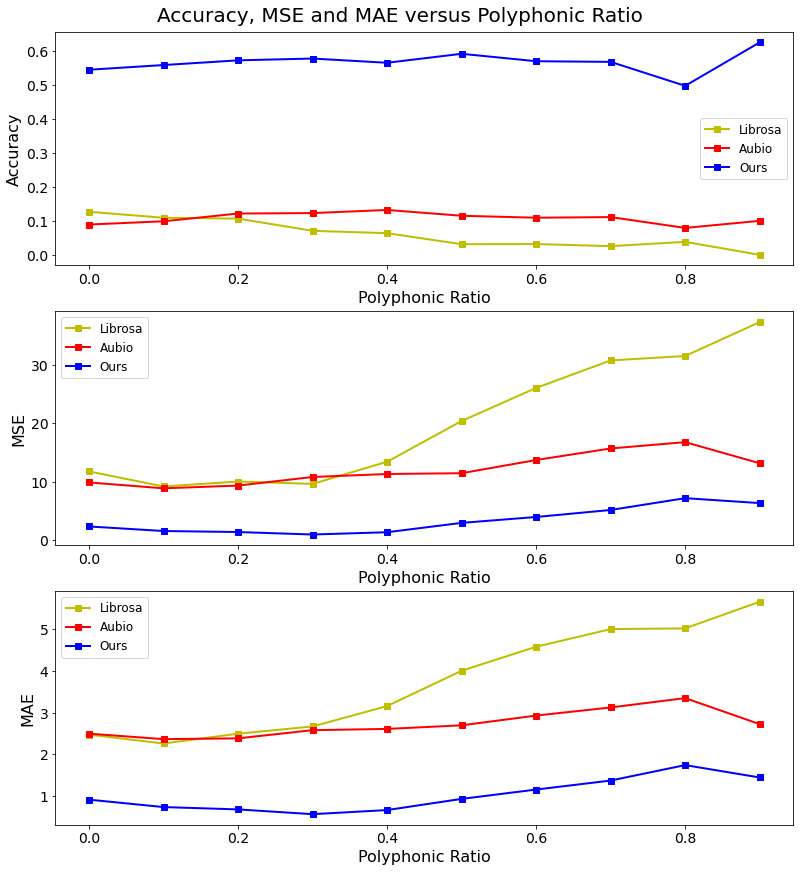 Accuracy, MSE and MAE versus Polyphonic Ratio
0.6
0.5
0.4
0.3
0.2
0.1
0.0
Accuracy
Librosa
Aubio
Ours
0.0 0.2 0.4 0.6 0.8
Polyphonic Ratio
30
20
10
0
MSE
Librosa
Aubio
Ours
0.0 0.2 0.4 0.6 0.8
Polyphonic Ratio
5
4
3
2
1
MAE
Librosa
Aubio
Ours
0.0 0.2 0.4 0.6 0.8
Polyphonic Ratio